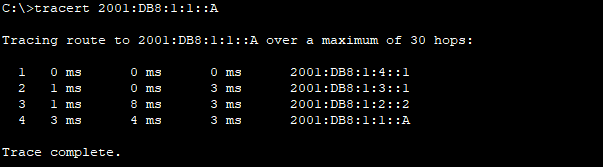 C:\>tracert 2001:DB8:1:1::A
Tracing route to 2001:DB8:1:1::A over a maximum of 30 hops:
1 0 ms 0 ms 0 ms 2001:DB8:1:4::1
2 1 ms 0 ms 3 ms 2001:DB8:1:3::1
3 1 ms 8 ms 3 ms 2001:DB8:1:2::2
4 3 ms 4 ms 3 ms 2001:DB8:1:1::A
Trace complete.